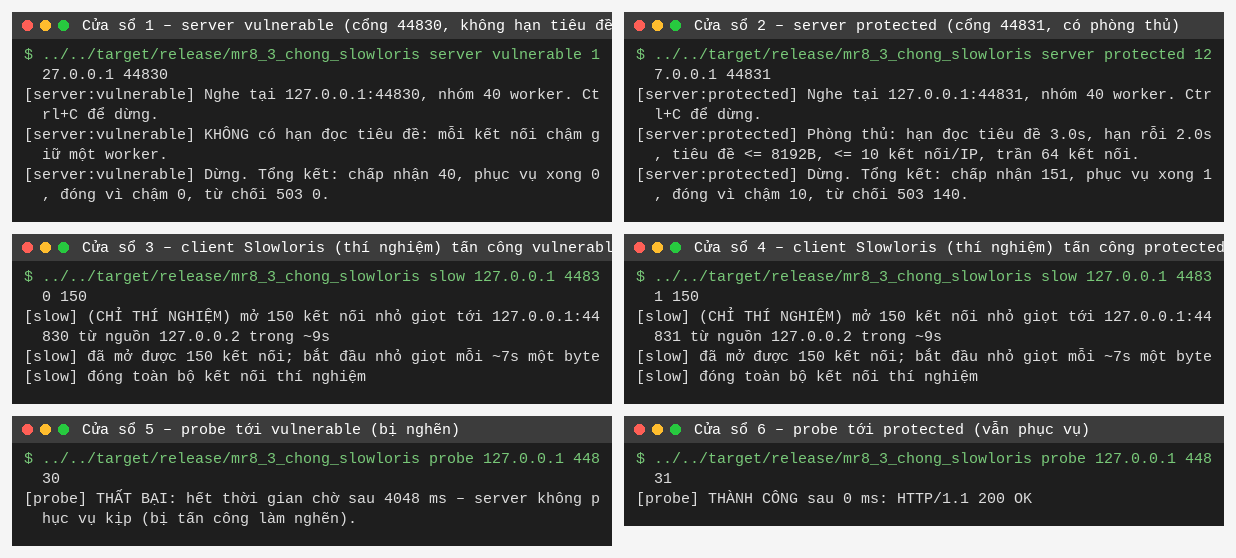 Cửa sổ 1 – server vulnerable (cổng 44830, không hạn tiêu đề
$ ../../target/release/mr8_3_chong_slowloris server vulnerable 1
27.0.0.1 44830
[server:vulnerable] Nghe tại 127.0.0.1:44830, nhóm 40 worker. Ct
rl+C để dừng.
[server:vulnerable] KHÔNG có hạn đọc tiêu đề: mỗi kết nối chậm g
iữ một worker.
[server:vulnerable] Dừng. Tổng kết: chấp nhận 40, phục vụ xong 0
, đóng vì chậm 0, từ chối 503 0.
Cửa sổ 2 – server protected (cổng 44831, có phòng thủ)
$ ../../target/release/mr8_3_chong_slowloris server protected 12
7.0.0.1 44831
[server:protected] Nghe tại 127.0.0.1:44831, nhóm 40 worker. Ctr
l+C để dừng.
[server:protected] Phòng thủ: hạn đọc tiêu đề 3.0s, hạn rỗi 2.0s
, tiêu đề <= 8192B, <= 10 kết nối/IP, trần 64 kết nối.
[server:protected] Dừng. Tổng kết: chấp nhận 151, phục vụ xong 1
, đóng vì chậm 10, từ chối 503 140.
Cửa sổ 3 – client Slowloris (thí nghiệm) tấn công vulnerabl
$ ../../target/release/mr8_3_chong_slowloris slow 127.0.0.1 4483
0 150
[slow] (CHỈ THÍ NGHIỆM) mở 150 kết nối nhỏ giọt tới 127.0.0.1:44
830 từ nguồn 127.0.0.2 trong ~9s
[slow] đã mở được 150 kết nối; bắt đầu nhỏ giọt mỗi ~7s một byte
[slow] đóng toàn bộ kết nối thí nghiệm
Cửa sổ 4 – client Slowloris (thí nghiệm) tấn công protected
$ ../../target/release/mr8_3_chong_slowloris slow 127.0.0.1 4483
1 150
[slow] (CHỈ THÍ NGHIỆM) mở 150 kết nối nhỏ giọt tới 127.0.0.1:44
831 từ nguồn 127.0.0.2 trong ~9s
[slow] đã mở được 150 kết nối; bắt đầu nhỏ giọt mỗi ~7s một byte
[slow] đóng toàn bộ kết nối thí nghiệm
Cửa sổ 5 – probe tới vulnerable (bị nghẽn)
$ ../../target/release/mr8_3_chong_slowloris probe 127.0.0.1 448
30
[probe] THẤT BẠI: hết thời gian chờ sau 4048 ms – server không p
hục vụ kịp (bị tấn công làm nghẽn).
Cửa sổ 6 – probe tới protected (vẫn phục vụ)
$ ../../target/release/mr8_3_chong_slowloris probe 127.0.0.1 448
31
[probe] THÀNH CÔNG sau 0 ms: HTTP/1.1 200 OK